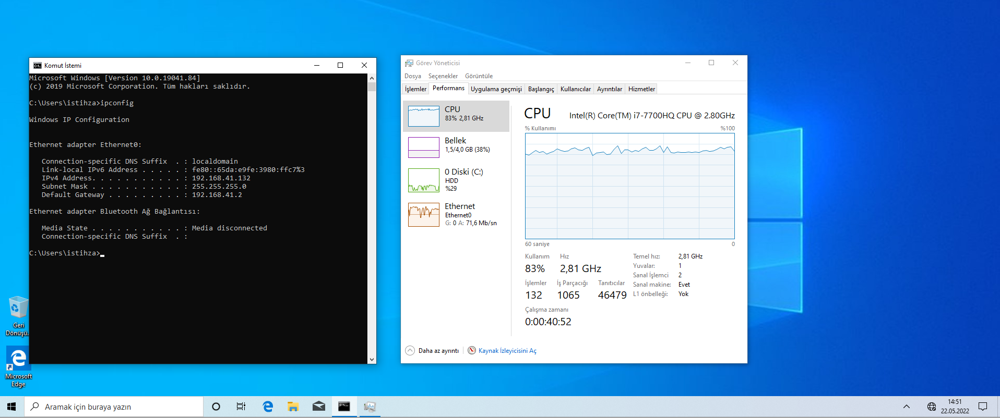 Komut İstemi
Microsoft Windows [Version 10.0.19041.84]
(c) 2019 Microsoft Corporation. Tüm hakları saklıdır.
C:\Users\istihza>ipconfig
Windows IP Configuration
Ethernet adapter Ethernet0:
Connection-specific DNS Suffix  . : localdomain
Link-local IPv6 Address . . . . . : fe80::65da:e9fe:3980:ffc7%3
IPv4 Address. . . . . . . . . . . : 192.168.41.132
Subnet Mask . . . . . . . . . . . : 255.255.255.0
Default Gateway . . . . . . . . . : 192.168.41.2
Ethernet adapter Bluetooth Ağ Bağlantısı:
Media State . . . . . . . . . . . : Media disconnected
Connection-specific DNS Suffix  . :
C:\Users\istihza>
Görev Yöneticisi
Dosya Seçenekler Görüntüle
İşlemler Performans Uygulama geçmişi Başlangıç Kullanıcılar Ayrıntılar Hizmetler
CPU
83% 2,81 GHz
Bellek
1,5/4,0 GB (38%)
0 Diski (C:)
HDD
%29
Ethernet
Ethernet0
G: 0 A: 71,6 Mb/sn
CPU Intel(R) Core(TM) i7-7700HQ CPU @ 2.80GHz
% Kullanımı %100
60 saniye 0
Kullanım Hız
83% 2,81 GHz
İşlemler İş Parçacığı Tanıtıcılar
132 1065 46479
Çalışma zamanı
0:00:40:52
Temel hız: 2,81 GHz
Yuvalar: 1
Sanal İşlemci 2
Sanal makine: Evet
L1 önbelleği: Yok
Daha az ayrıntı Kaynak İzleyicisini Aç
Geri
Dönüşü...
Microsoft
Edge
Aramak için buraya yazın
14:51
22.05.2022